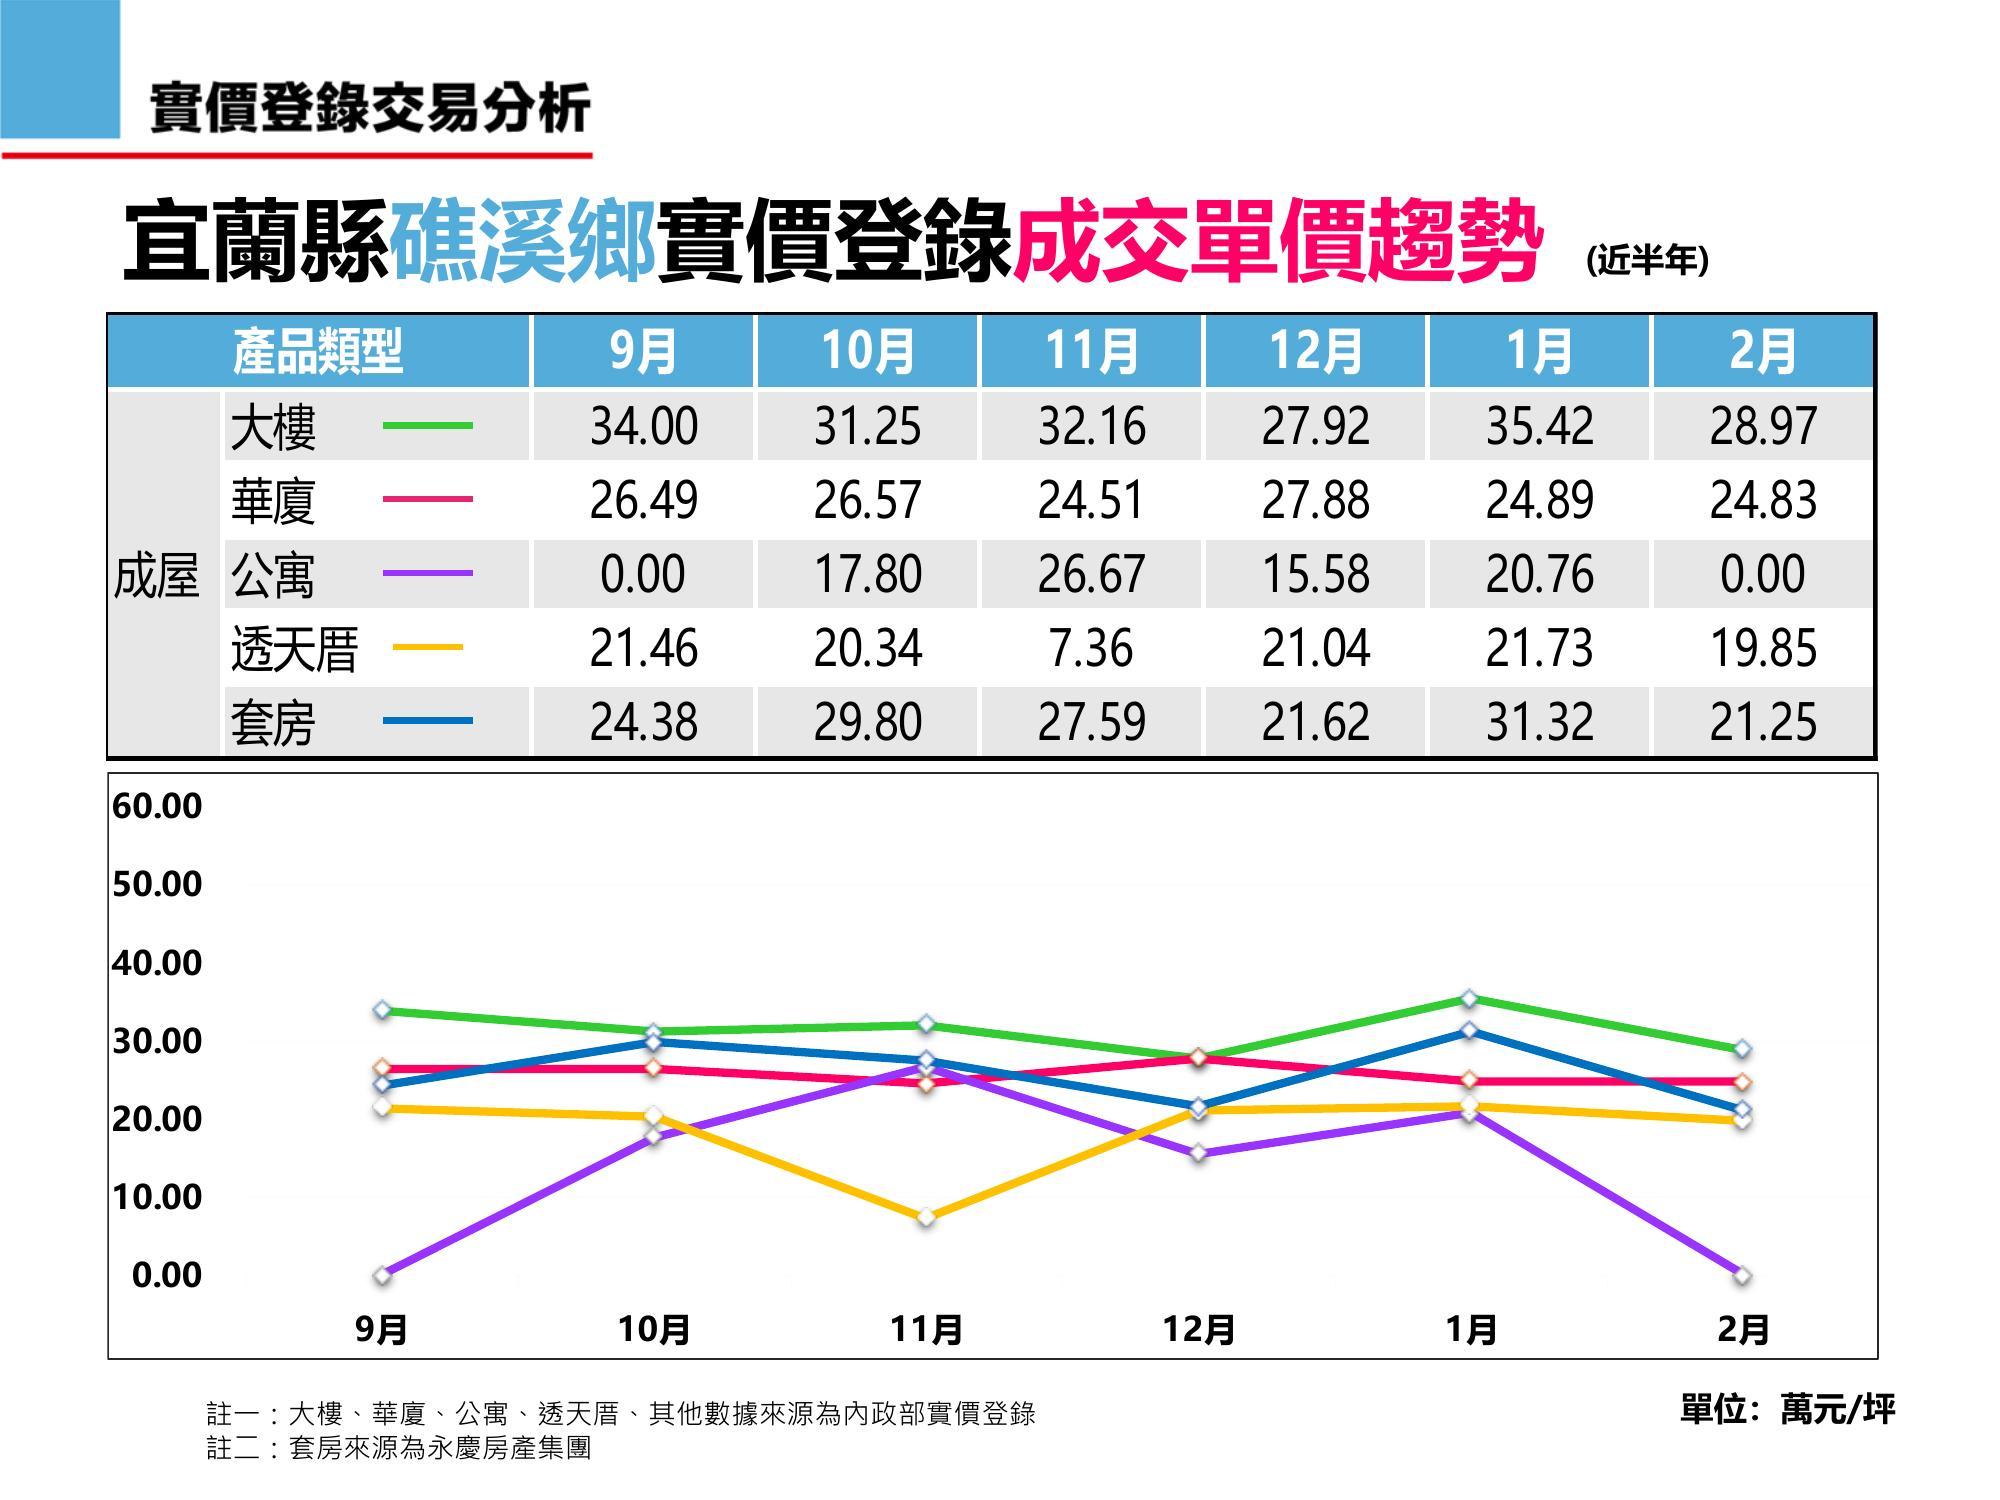 實價登錄交易分析
宜蘭縣礁溪鄉實價登錄成交單價趨勢 (近半年)
產品類型 9月 10月 11月 12月 1月 2月
大樓 34.00 31.25 32.16 27.92 35.42 28.97
華廈 26.49 26.57 24.51 27.88 24.89 24.83
成屋 公寓 0.00 17.80 26.67 15.58 20.76 0.00
透天厝 21.46 20.34 7.36 21.04 21.73 19.85
套房 24.38 29.80 27.59 21.62 31.32 21.25
60.00
50.00
40.00
30.00
20.00
10.00
0.00
9月 10月 11月 12月 1月 2月
註一：大樓、華廈、公寓、透天厝、其他數據來源為內政部實價登錄
註二：套房來源為永慶房產集團
單位：萬元/坪